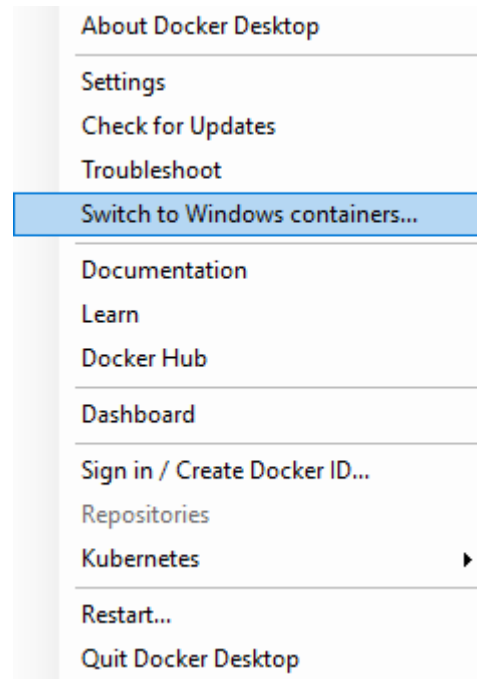 About Docker Desktop
Settings
Check for Updates
Troubleshoot
Switch to Windows containers...
Documentation
Learn
Docker Hub
Dashboard
Sign in / Create Docker ID...
Repositories
Kubernetes
Restart...
Quit Docker Desktop